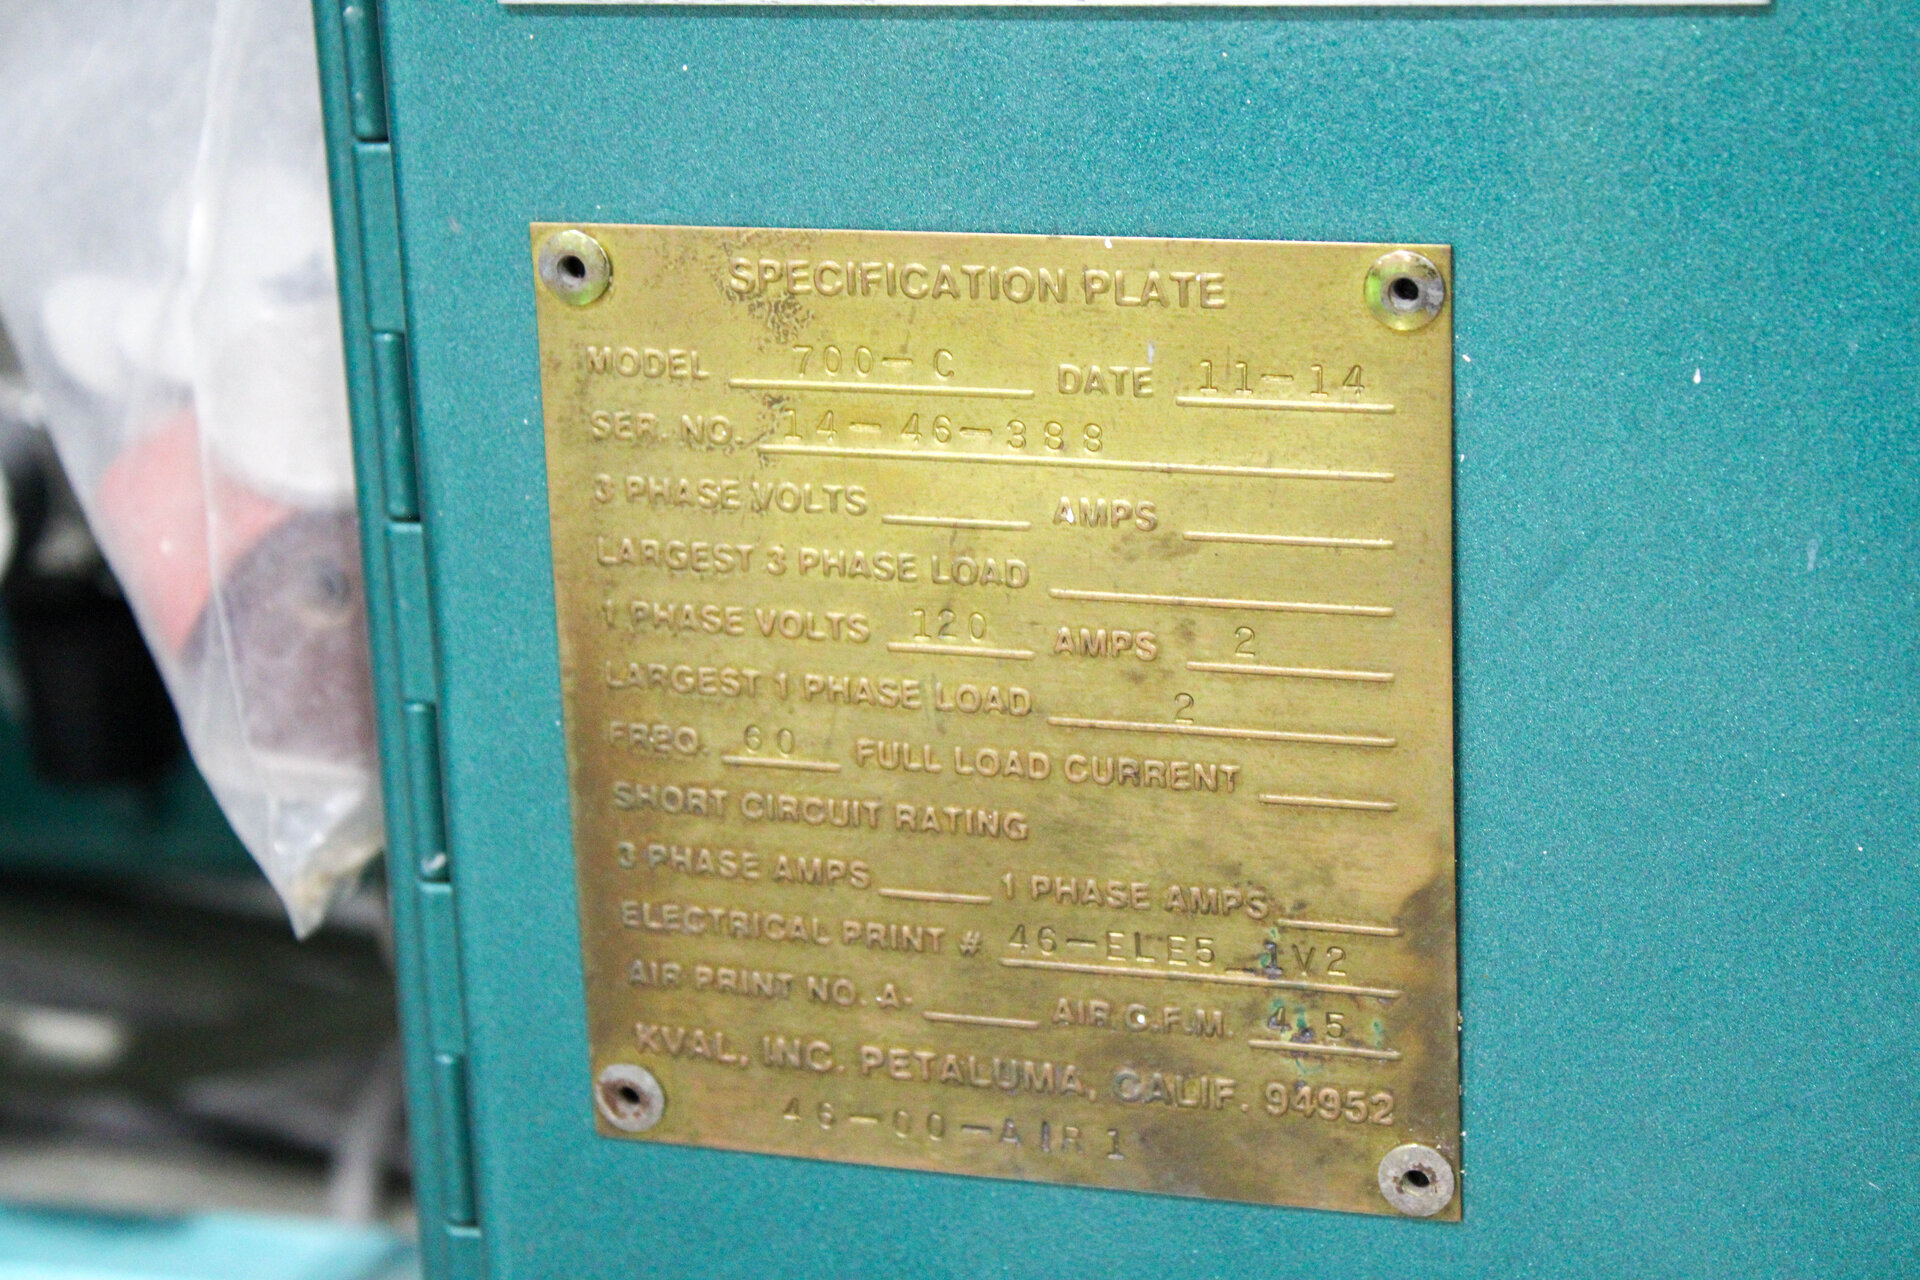 SPECIFICATION PLATE
MODEL 700-C DATE 11-14
SER. NO. 14-46-388
3 PHASE VOLTS AMPS
LARGEST 3 PHASE LOAD
1 PHASE VOLTS 120 AMPS 2
LARGEST 1 PHASE LOAD 2
FREQ. 60 FULL LOAD CURRENT
SHORT CIRCUIT RATING
3 PHASE AMPS 1 PHASE AMPS
ELECTRICAL PRINT # 46-ELE5_1V2
AIR PRINT NO. A- AIR C.F.M. 4.5
KVAL, INC. PETALUMA, CALIF. 94952
46-00-AIR1